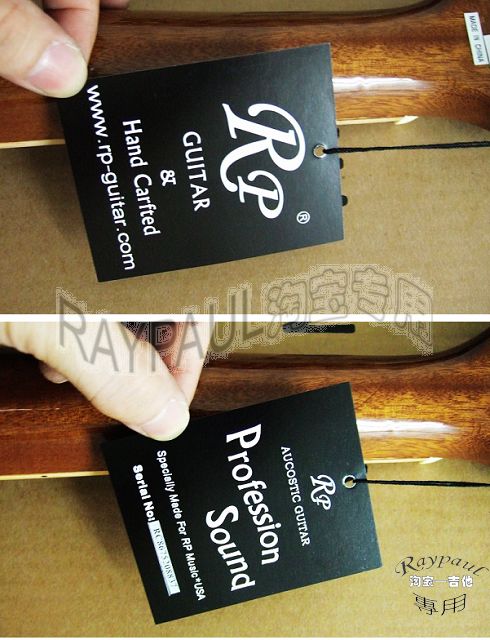 MADE IN CHINA
RP®
GUITAR
&
Hand Carfted
www.rp-guitar.com
RAYPAUL淘宝专用
RP
AUCOSTIC GUITAR
Profession
Sound
Specially Made For RP Music*USA
Serial No:
Raypaul
淘宝一吉他
專用